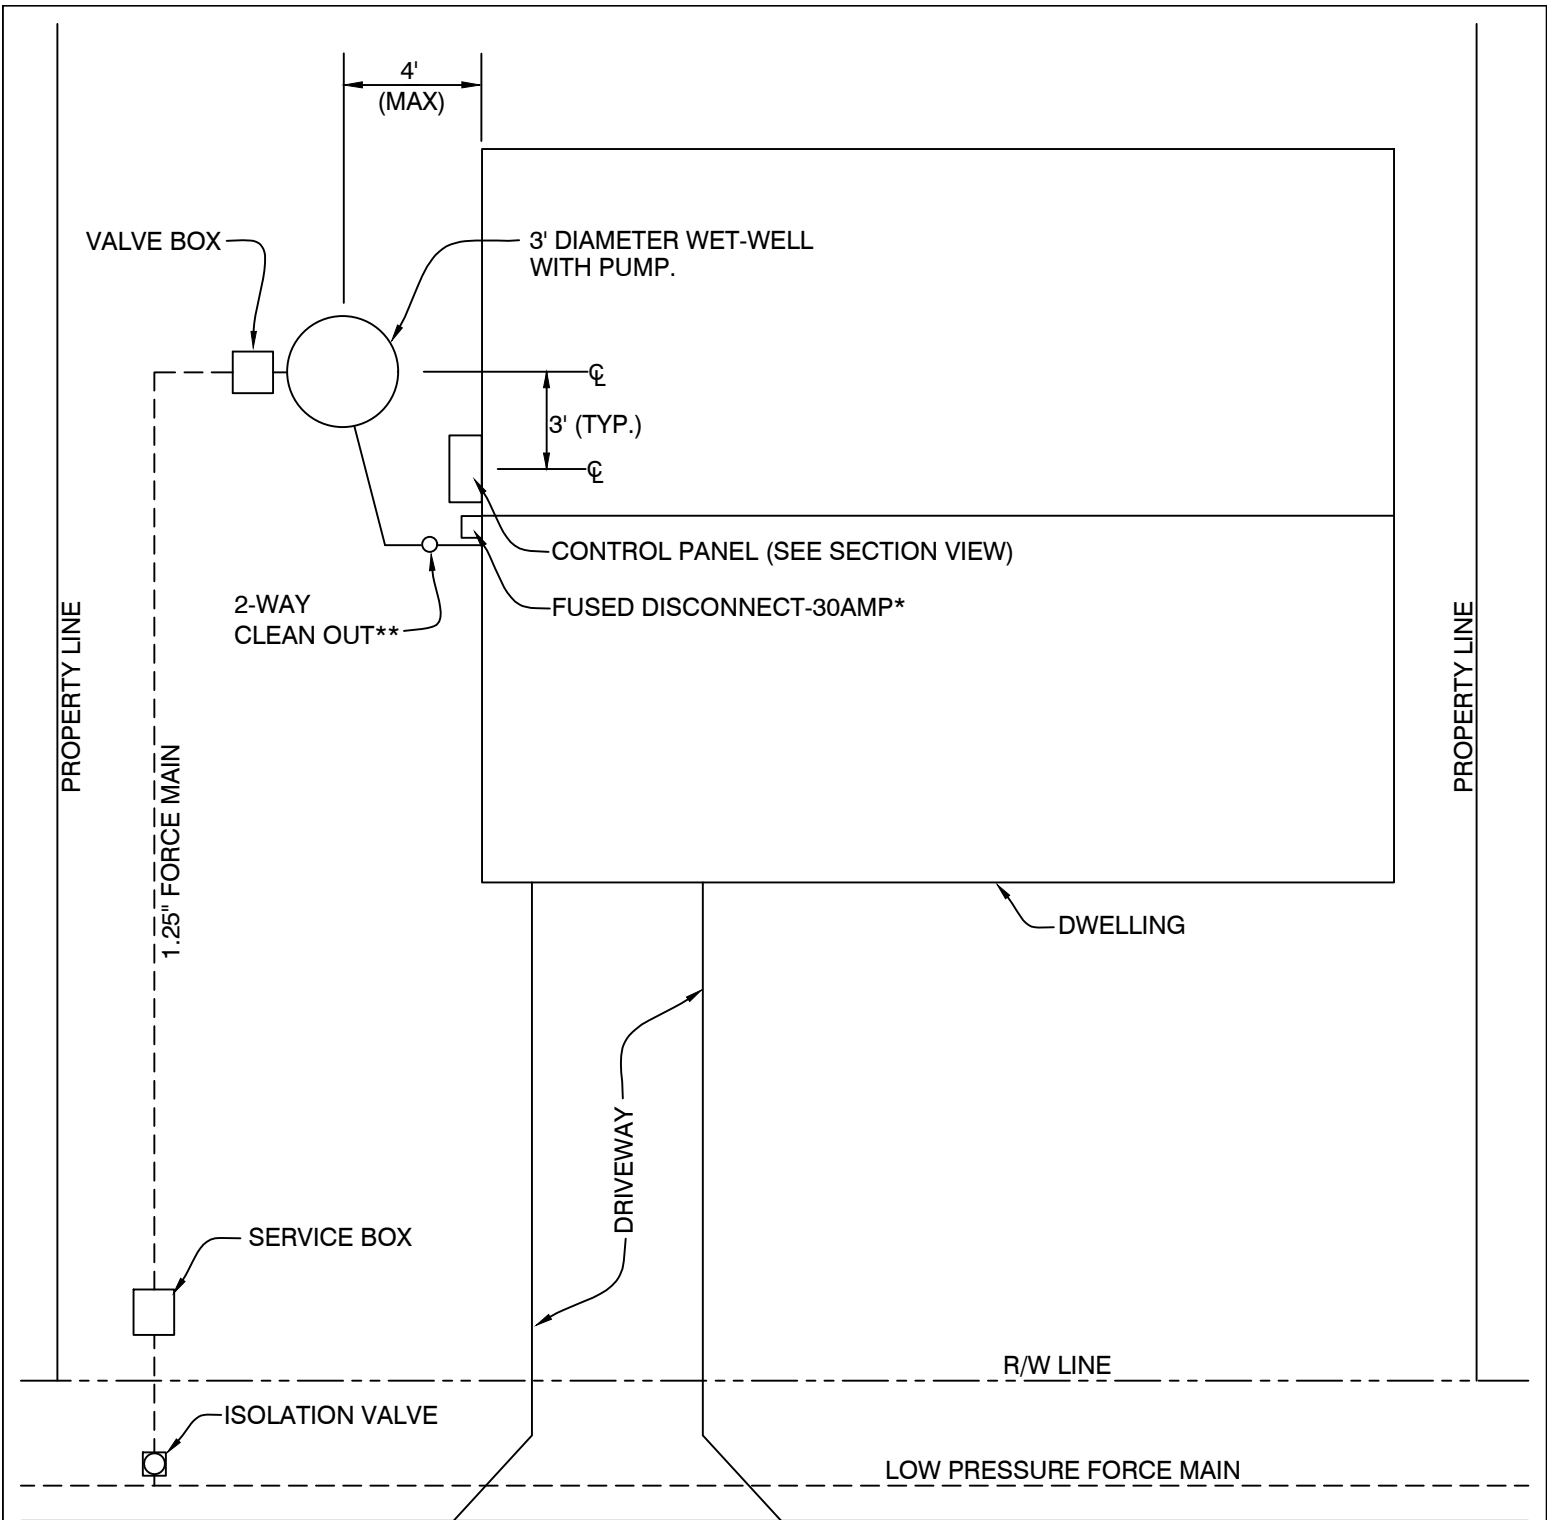 4'
(MAX)
VALVE BOX
3' DIAMETER WET-WELL
WITH PUMP.
℄
3' (TYP.)
℄
CONTROL PANEL (SEE SECTION VIEW)
2-WAY
CLEAN OUT**
FUSED DISCONNECT-30AMP*
PROPERTY LINE
PROPERTY LINE
1.25" FORCE MAIN
DWELLING
DRIVEWAY
SERVICE BOX
R/W LINE
ISOLATION VALVE
LOW PRESSURE FORCE MAIN